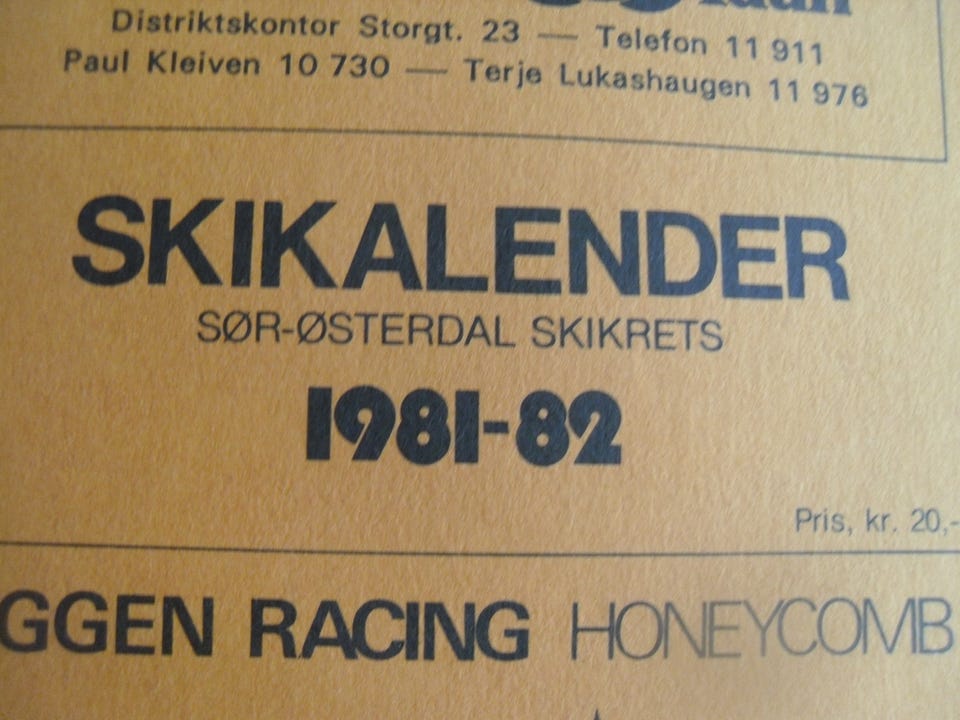 Distriktskontor Storgt. 23 — Telefon 11 911
Paul Kleiven 10 730 — Terje Lukashaugen 11 976
SKIKALENDER
SØR-ØSTERDAL SKIKRETS
1981-82
Pris, kr. 20,-
GGEN RACING HONEYCOMB